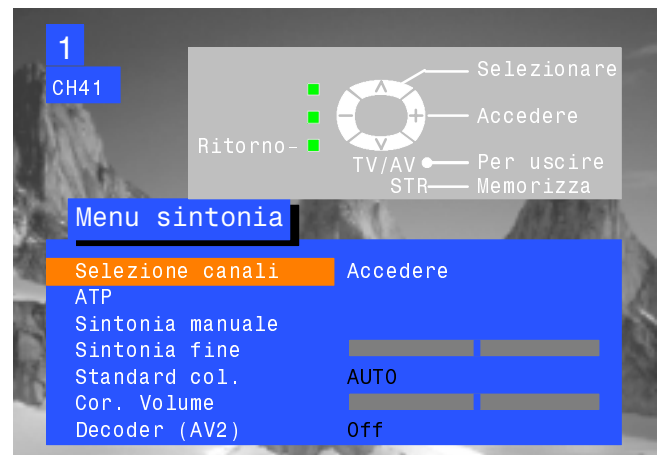 1
CH41
Selezionare
Accedere
Ritorno
TV/AV Per uscire
STR Memorizza
Menu sintonia
Selezione canali Accedere
ATP
Sintonia manuale
Sintonia fine
Standard col. AUTO
Cor. Volume
Decoder (AV2) Off